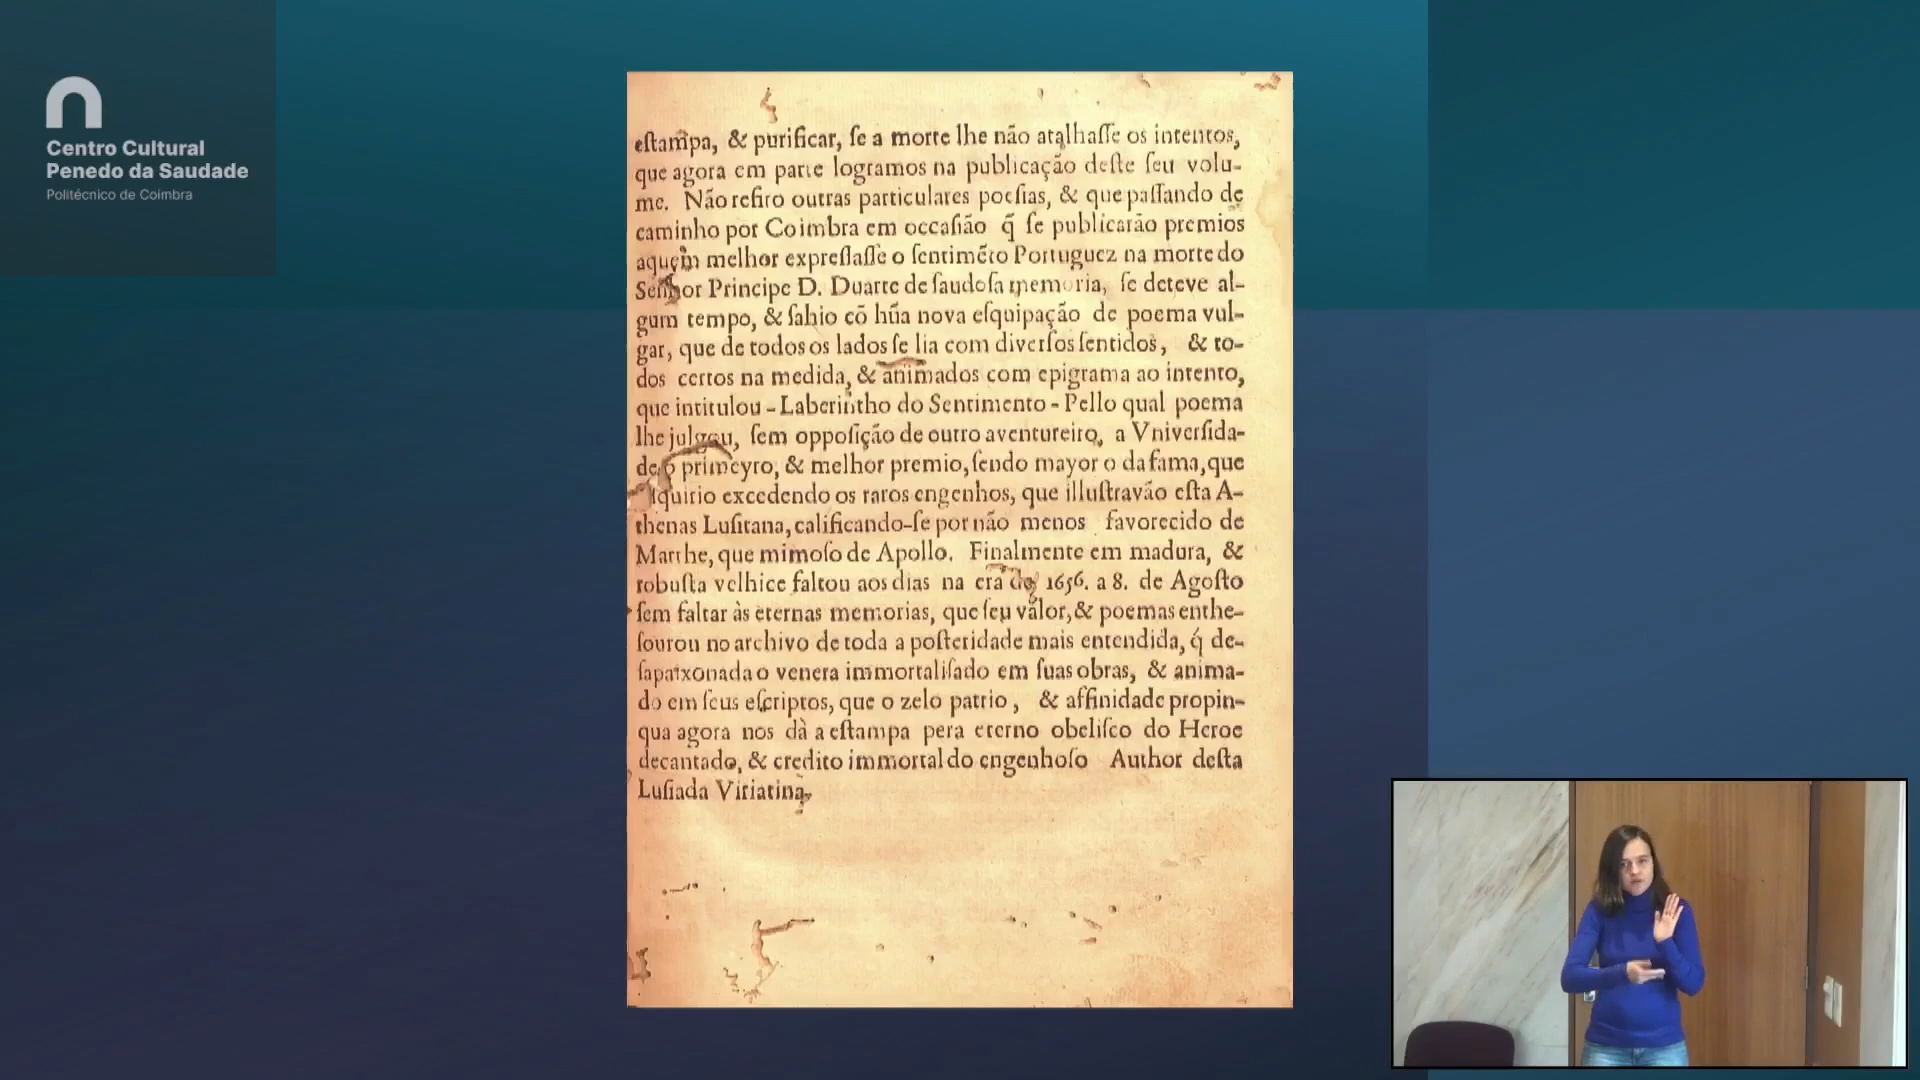 Centro Cultural
Penedo da Saudade
Politécnico de Coimbra
eſtampa, & purificar, ſe a morte lhe não atalhaſſe os intentos,
que agora em parte logramos na publicação deſte ſeu volu-
me. Não refiro outras particulares poeſias, & que paſſando de
caminho por Coimbra em occaſião q̃ ſe publicarão premios
aquem melhor expreſſaſſe o ſentimẽto Portuguez na morte do
Senhor Principe D. Duarte de ſaudoſa memoria, ſe deteve al-
gum tempo, & ſahio cõ hũa nova eſquipação de poema vul-
gar, que de todos os lados ſe lia com diverſos ſentidos, & to-
dos certos na medida, & animados com epigrama ao intento,
que intitulou - Laberintho do Sentimento - Pello qual poema
lhe julgou, ſem oppoſição de outro aventureiro, a Vniverſida-
de o primeyro, & melhor premio, ſendo mayor o da fama, que
quirio excedendo os raros engenhos, que illuſtravão eſta A-
thenas Luſitana, calificando-ſe por não menos favorecido de
Marthe, que mimoſo de Apollo. Finalmente em madura, &
robuſta velhice faltou aos dias na era de 1656. a 8. de Agoſto
ſem faltar às eternas memorias, que ſeu valor, & poemas enthe-
ſourou no archivo de toda a poſteridade mais entendida, q́ de-
ſapaixonada o venera immortaliſado em ſuas obras, & anima-
do em ſeus eſcriptos, que o zelo patrio, & affinidade propin-
qua agora nos dà a eſtampa pera eterno obeliſco do Heroe
decantado, & credito immortal do engenhoſo Author deſta
Luſiada Viriatina,